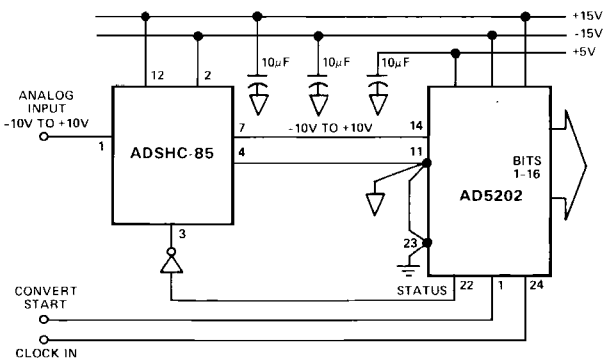 +15V
-15V
+5V
10μF
10μF
10μF
12
2
ANALOG
INPUT
-10V TO +10V
1
ADSHC-85
7
-10V TO +10V
14
4
11
BITS
1-16
AD5202
3
23
STATUS
22
1
24
CONVERT
START
CLOCK IN